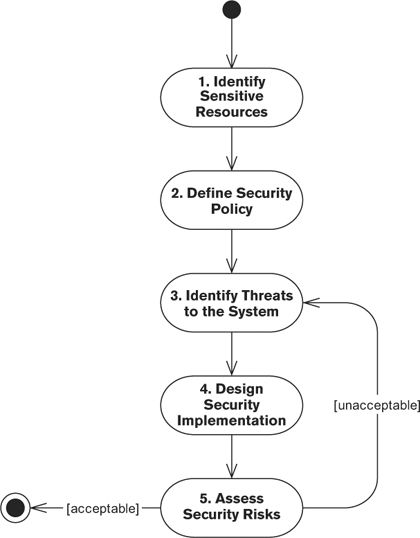 1. Identify
Sensitive
Resources
2. Define Security
Policy
3. Identify Threats
to the System
4. Design
Security
Implementation
[unacceptable]
5. Assess
Security Risks
[acceptable]